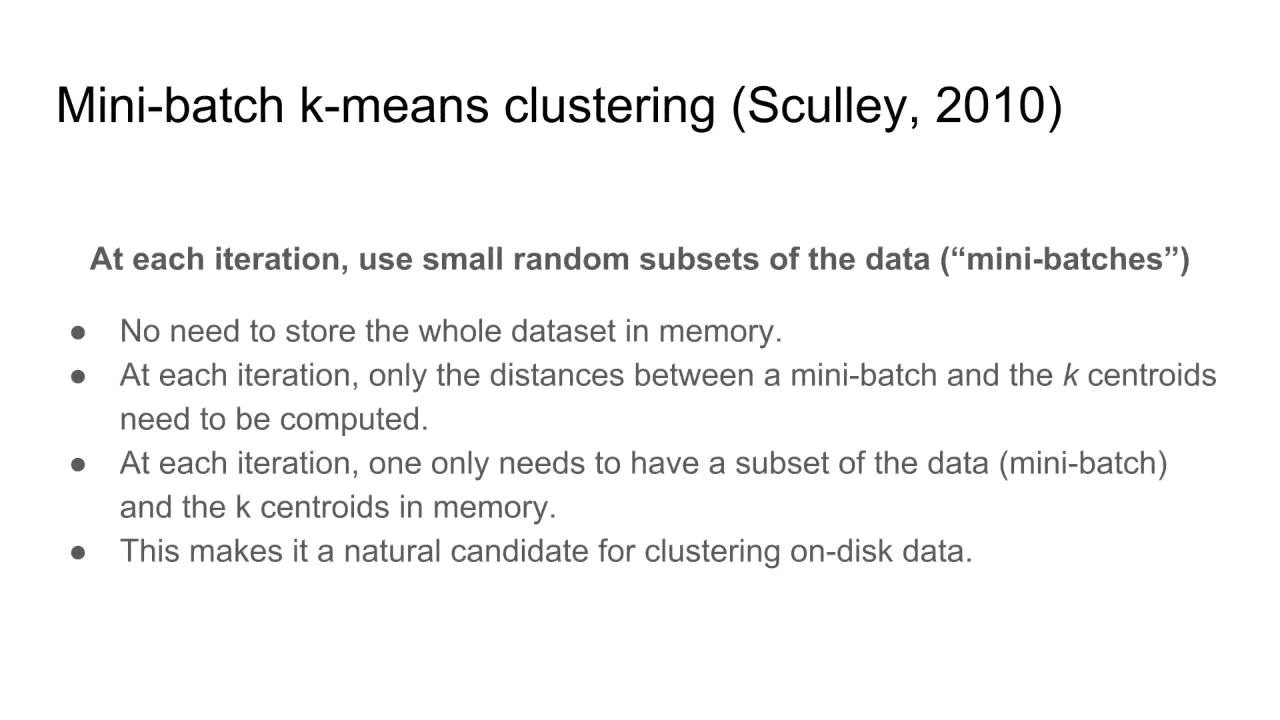 Mini-batch k-means clustering (Sculley, 2010)
At each iteration, use small random subsets of the data (“mini-batches”)
● No need to store the whole dataset in memory.
● At each iteration, only the distances between a mini-batch and the k centroids
need to be computed.
● At each iteration, one only needs to have a subset of the data (mini-batch)
and the k centroids in memory.
● This makes it a natural candidate for clustering on-disk data.